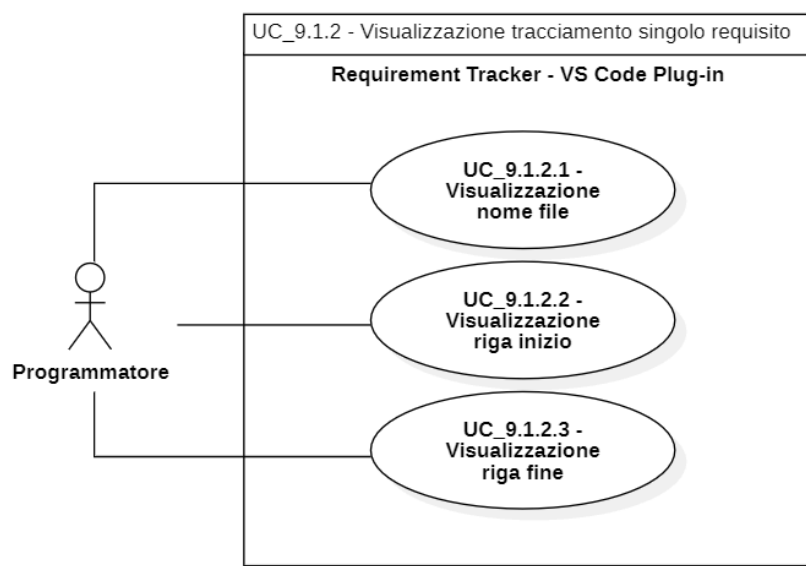 UC_9.1.2 - Visualizzazione tracciamento singolo requisito
Requirement Tracker - VS Code Plug-in
UC_9.1.2.1 -
Visualizzazione
nome file
UC_9.1.2.2 -
Visualizzazione
riga inizio
Programmatore
UC_9.1.2.3 -
Visualizzazione
riga fine